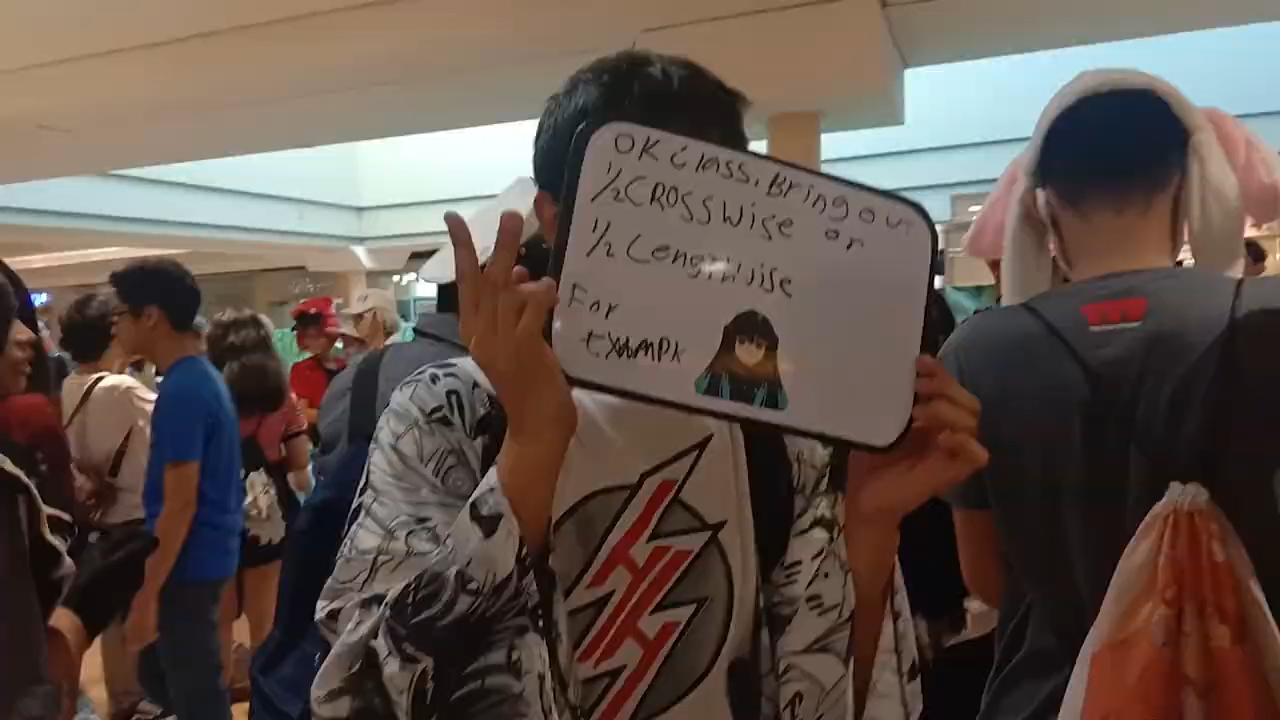 OK Class, Bring out
1/2 CROSSWise or
1/2 LengthWise
For
Example